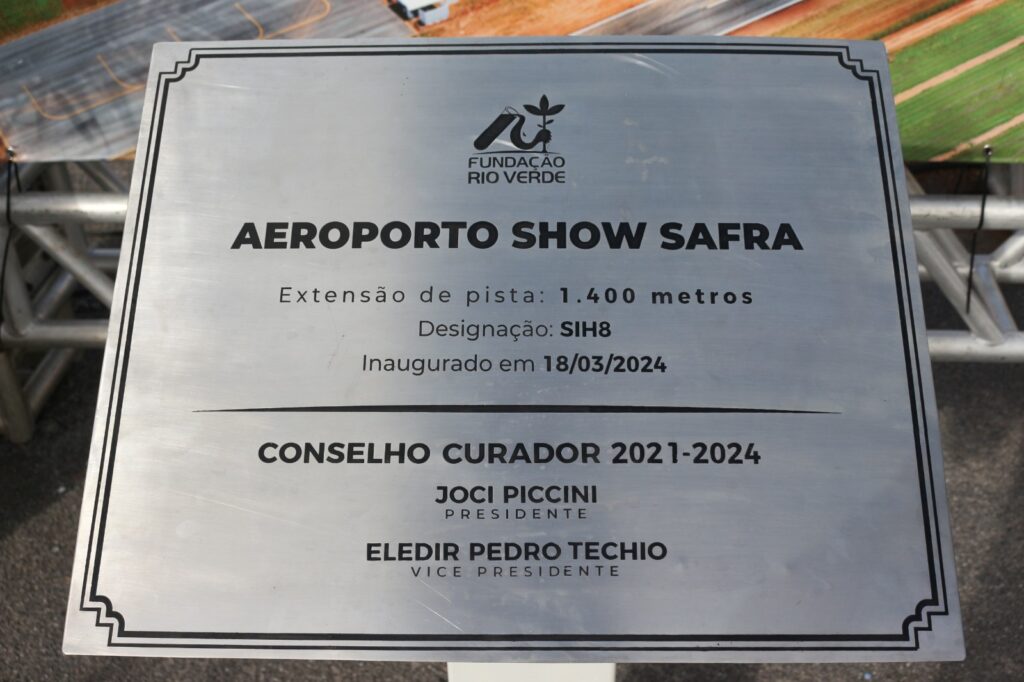 FUNDAÇÃO
RIO VERDE
AEROPORTO SHOW SAFRA
Extensão de pista: 1.400 metros
Designação: SIH8
Inaugurado em 18/03/2024
CONSELHO CURADOR 2021-2024
JOCI PICCINI
PRESIDENTE
ELEDIR PEDRO TECHIO
VICE PRESIDENTE